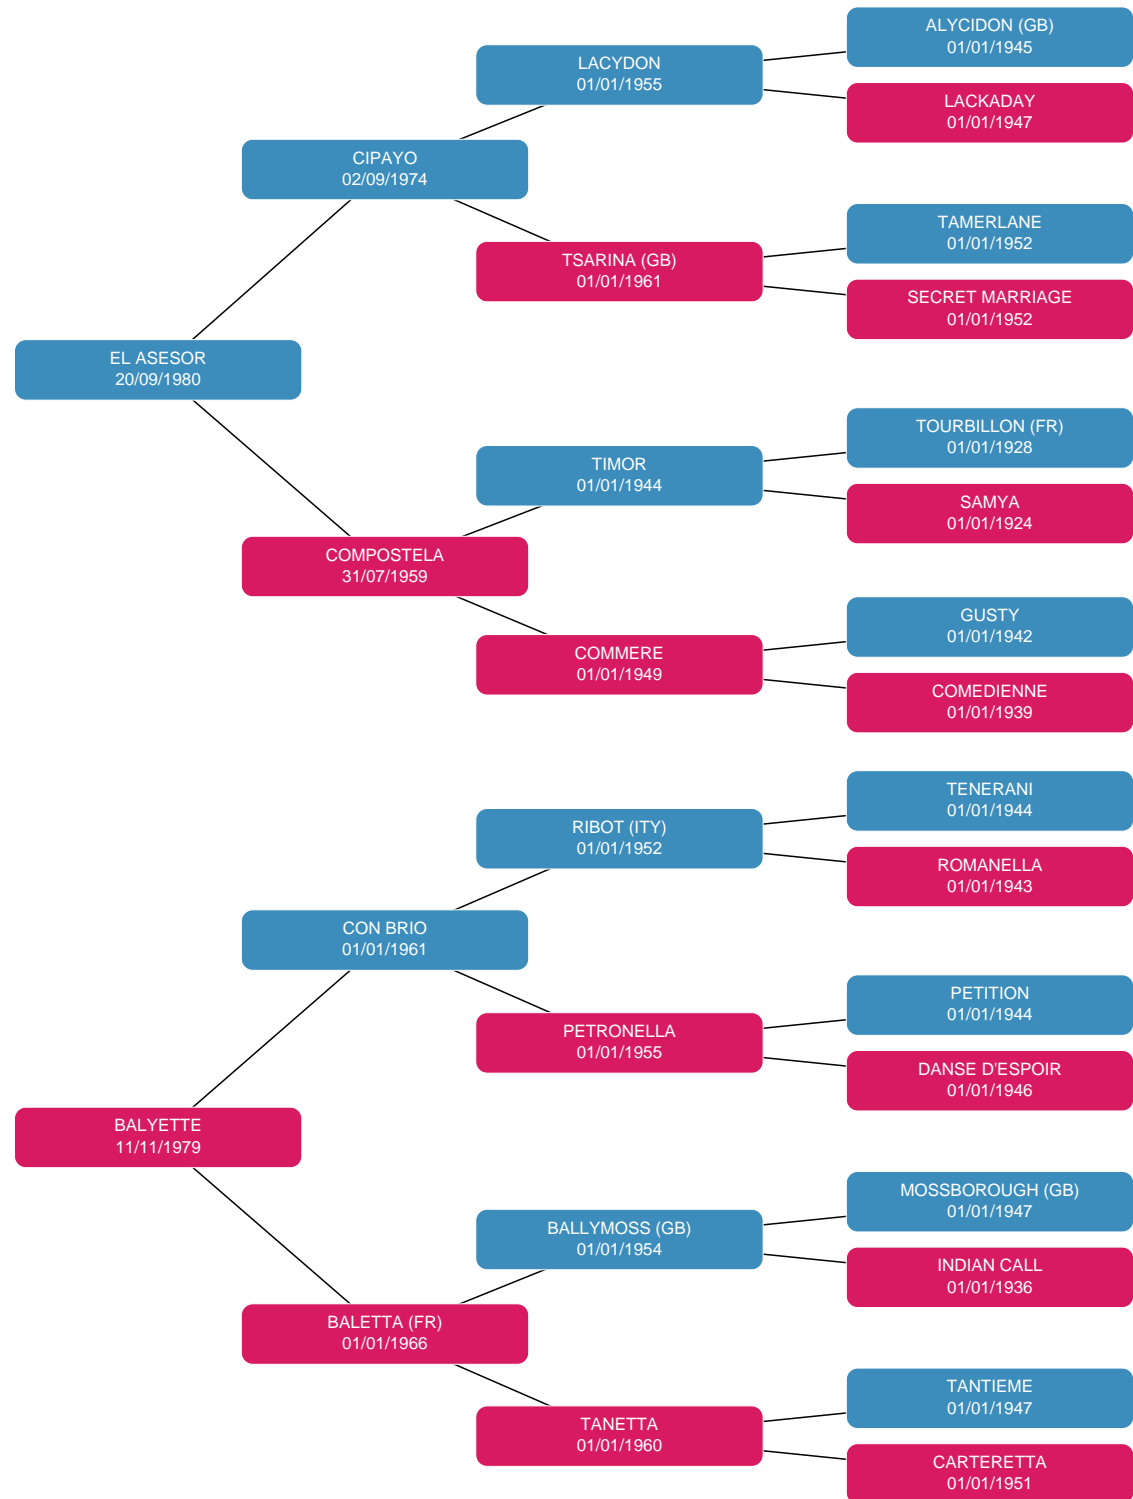 ALYCIDON (GB)
01/01/1945
LACYDON
01/01/1955
LACKADAY
01/01/1947
CIPAYO
02/09/1974
TAMERLANE
01/01/1952
TSARINA (GB)
01/01/1961
SECRET MARRIAGE
01/01/1952
EL ASESOR
20/09/1980
TOURBILLON (FR)
01/01/1928
TIMOR
01/01/1944
SAMYA
01/01/1924
COMPOSTELA
31/07/1959
GUSTY
01/01/1942
COMMERE
01/01/1949
COMEDIENNE
01/01/1939
TENERANI
01/01/1944
RIBOT (ITY)
01/01/1952
ROMANELLA
01/01/1943
CON BRIO
01/01/1961
PETITION
01/01/1944
PETRONELLA
01/01/1955
DANSE D'ESPOIR
01/01/1946
BALYETTE
11/11/1979
MOSSBOROUGH (GB)
01/01/1947
BALLYMOSS (GB)
01/01/1954
INDIAN CALL
01/01/1936
BALETTA (FR)
01/01/1966
TANTIEME
01/01/1947
TANETTA
01/01/1960
CARTERETTA
01/01/1951